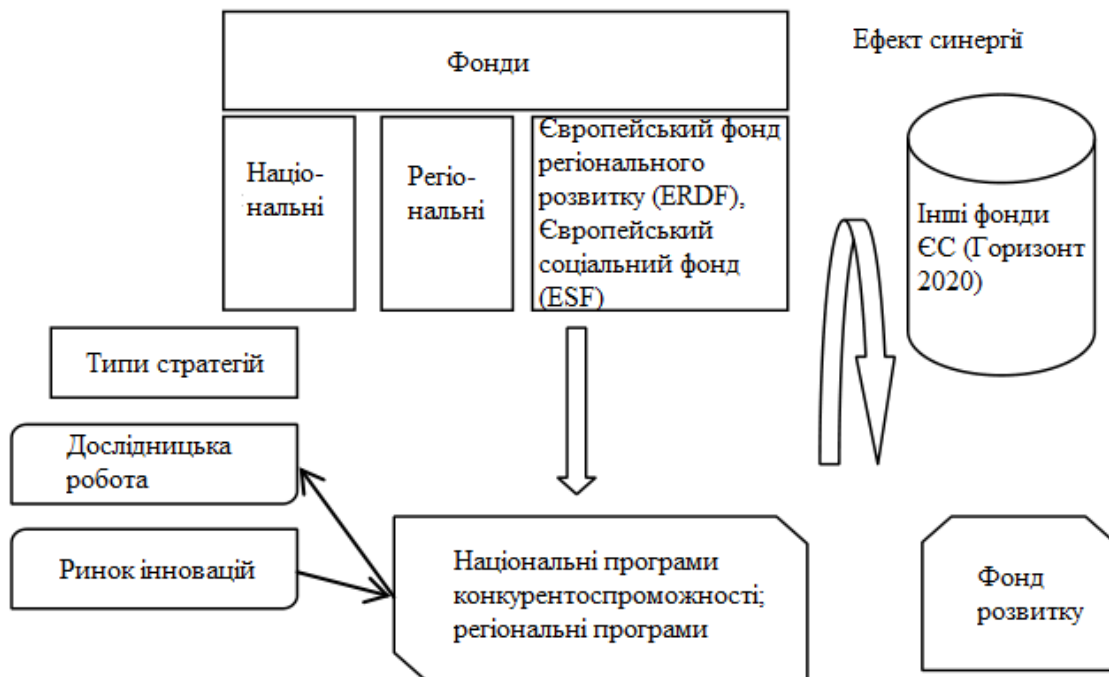 Фонди
Ефект синергії
Націо-
нальні
Регіо-
нальні
Європейський фонд
регіонального
розвитку (ERDF),
Європейський
соціальний фонд
(ESF)
Інші фонди
ЄС (Горизонт
2020)
Типи стратегій
Дослідницька
робота
Ринок інновацій
Національні програми
конкурентоспроможності;
регіональні програми
Фонд
розвитку